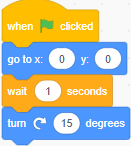 when clicked
go to x: 0 y: 0
wait 1 seconds
turn 15 degrees